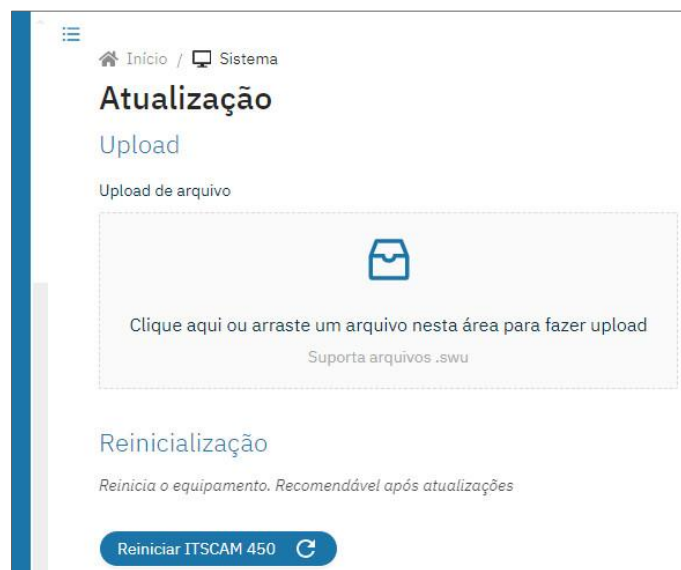 Início / Sistema
Atualização
Upload
Upload de arquivo
Clique aqui ou arraste um arquivo nesta área para fazer upload
Suporta arquivos .swu
Reinicialização
Reinicia o equipamento. Recomendável após atualizações
Reiniciar ITSCAM 450